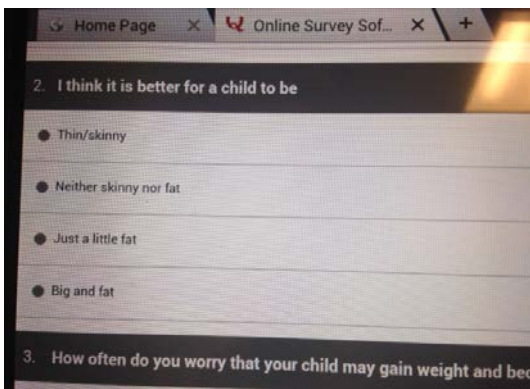 Home Page
Online Survey Sof...
2. I think it is better for a child to be
Thin/skinny
Neither skinny nor fat
Just a little fat
Big and fat
3. How often do you worry that your child may gain weight and